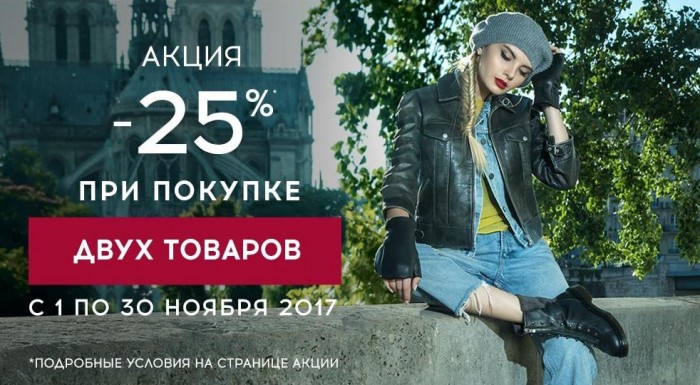 АКЦИЯ
-25%*
ПРИ ПОКУПКЕ
ДВУХ ТОВАРОВ
С 1 ПО 30 НОЯБРЯ 2017
*ПОДРОБНЫЕ УСЛОВИЯ НА СТРАНИЦЕ АКЦИИ